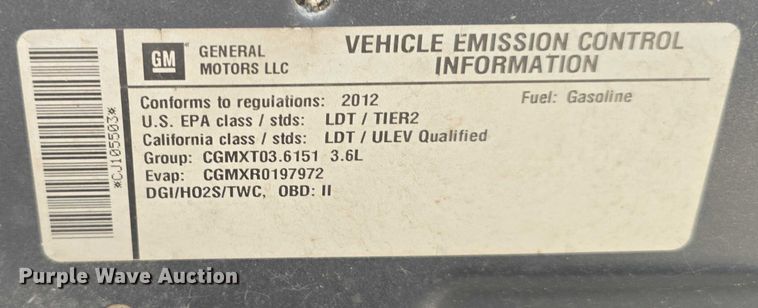 GM
GENERAL
MOTORS LLC
VEHICLE EMISSION CONTROL
INFORMATION
Conforms to regulations: 2012
Fuel: Gasoline
U.S. EPA class / stds: LDT / TIER2
California class / stds: LDT / ULEV Qualified
Group: CGMXT03.6151 3.6L
Evap: CGMXR0197972
DGI/HO2S/TWC, OBD: II
*CJ105503*
Purple Wave Auction